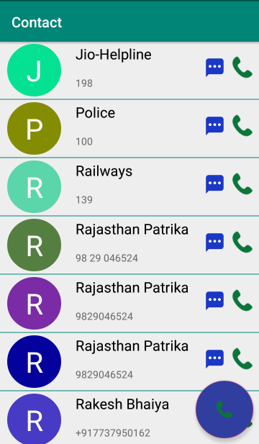 Contact
J
Jio-Helpline
198
P
Police
100
R
Railways
139
R
Rajasthan Patrika
98 29 046524
R
Rajasthan Patrika
9829046524
R
Rajasthan Patrika
9829046524
R
Rakesh Bhaiya
+917737950162